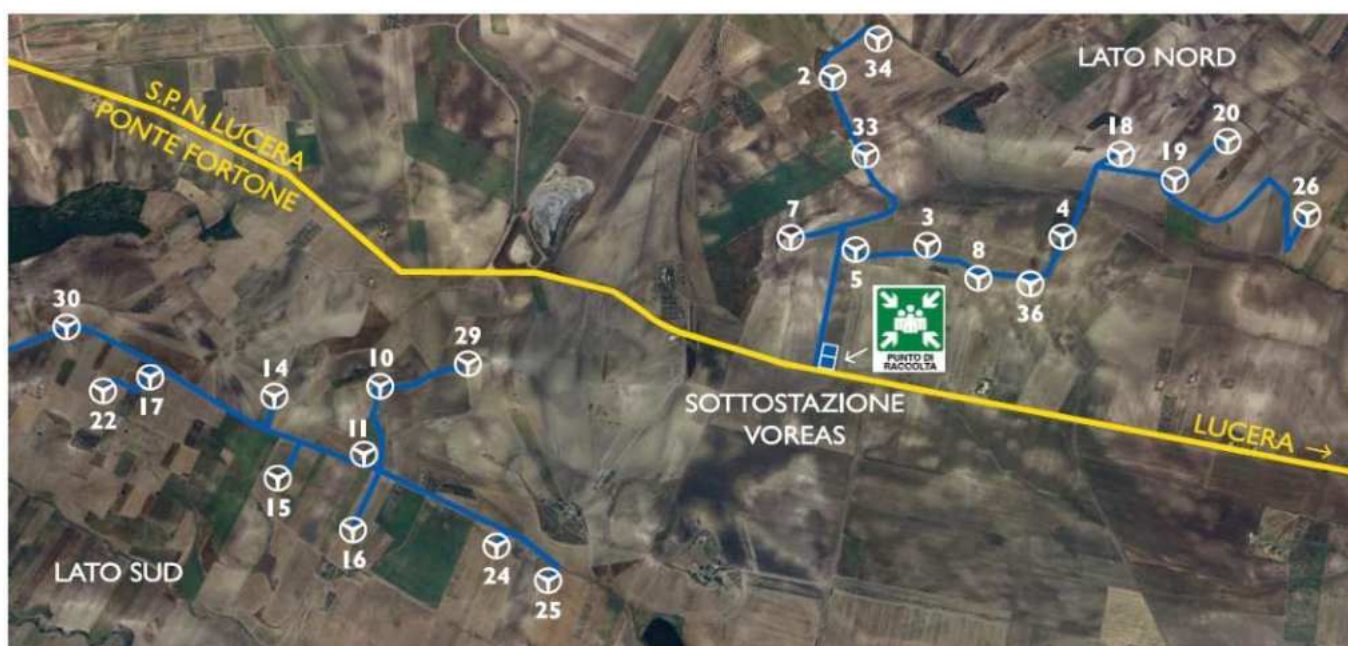 34
LATO NORD
2
S.P. N. LUCERA
PONTE FORTONE
33
18
20
19
26
7
3
4
5
8
36
PUNTO DI
RACCOLTA
30
29
10
14
22
17
SOTTOSTAZIONE
VOREAS
LUCERA →
11
15
16
24
25
LATO SUD